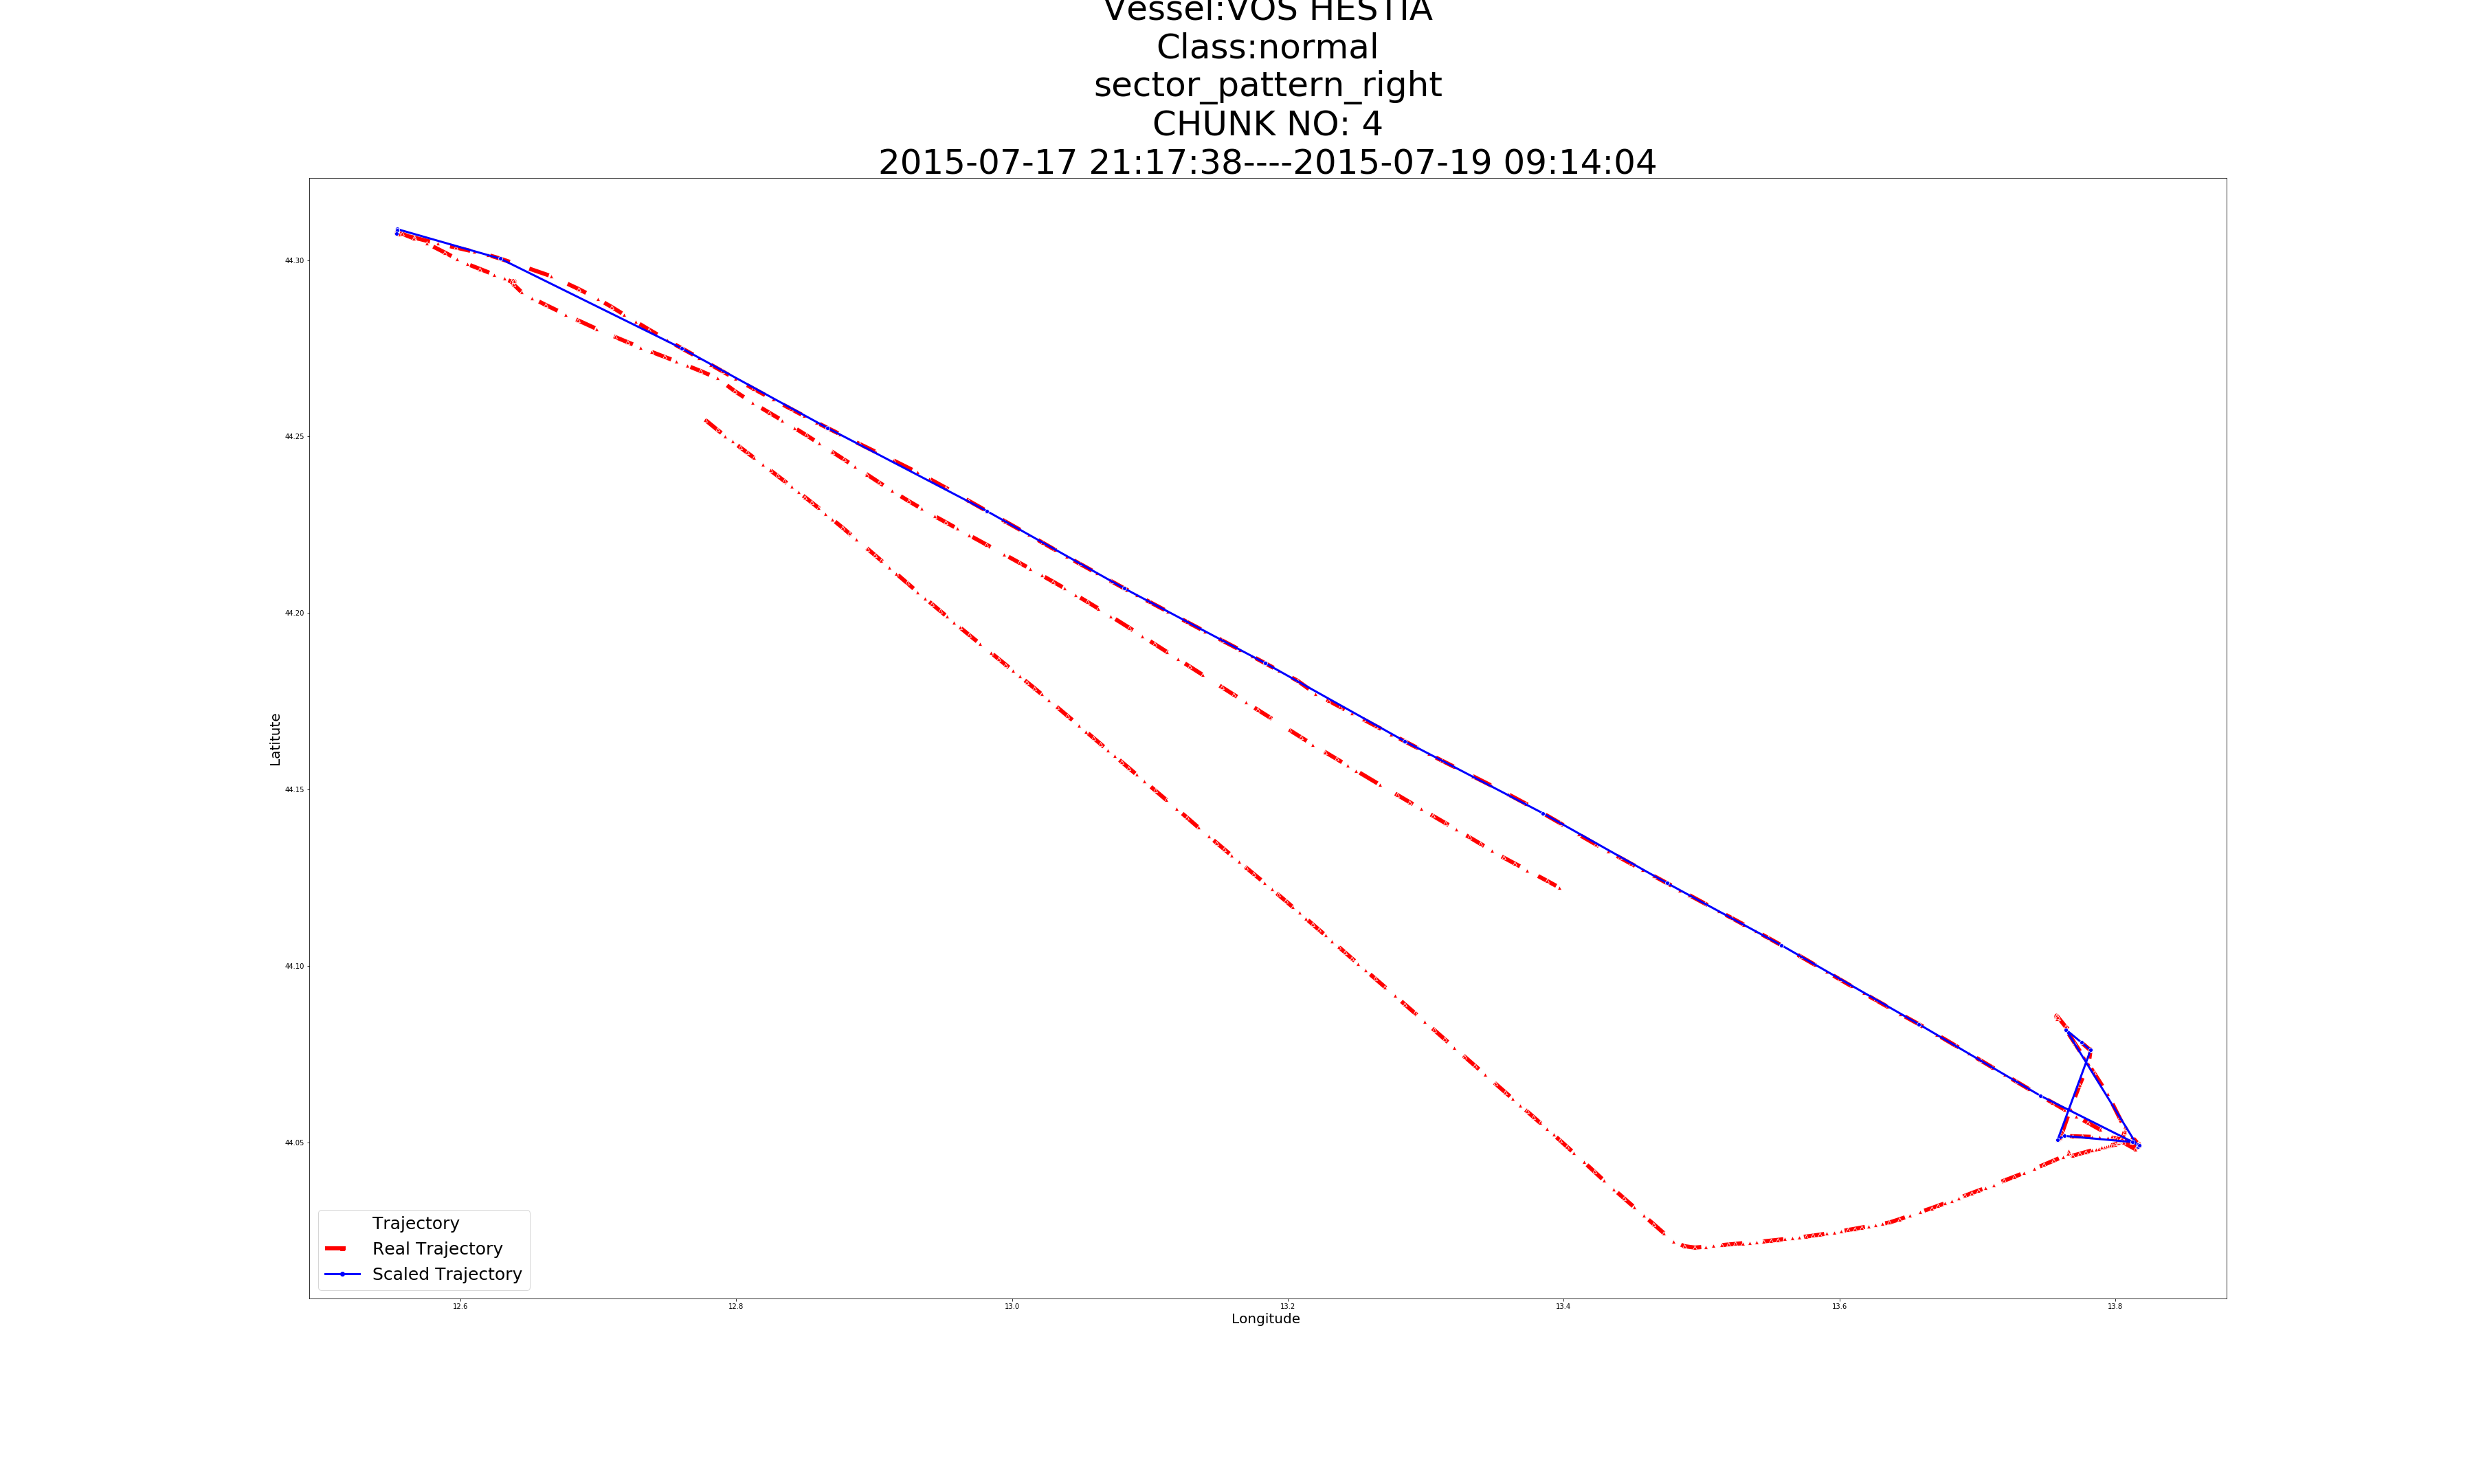 Vessel:VOS HESTIA
Class:normal
sector_pattern_right
CHUNK NO: 4
2015-07-17 21:17:38----2015-07-19 09:14:04
44.30
44.25
44.20
44.15
44.10
44.05
Latitute
12.6
12.8
13.0
13.2
13.4
13.6
13.8
Longitude
Trajectory
Real Trajectory
Scaled Trajectory